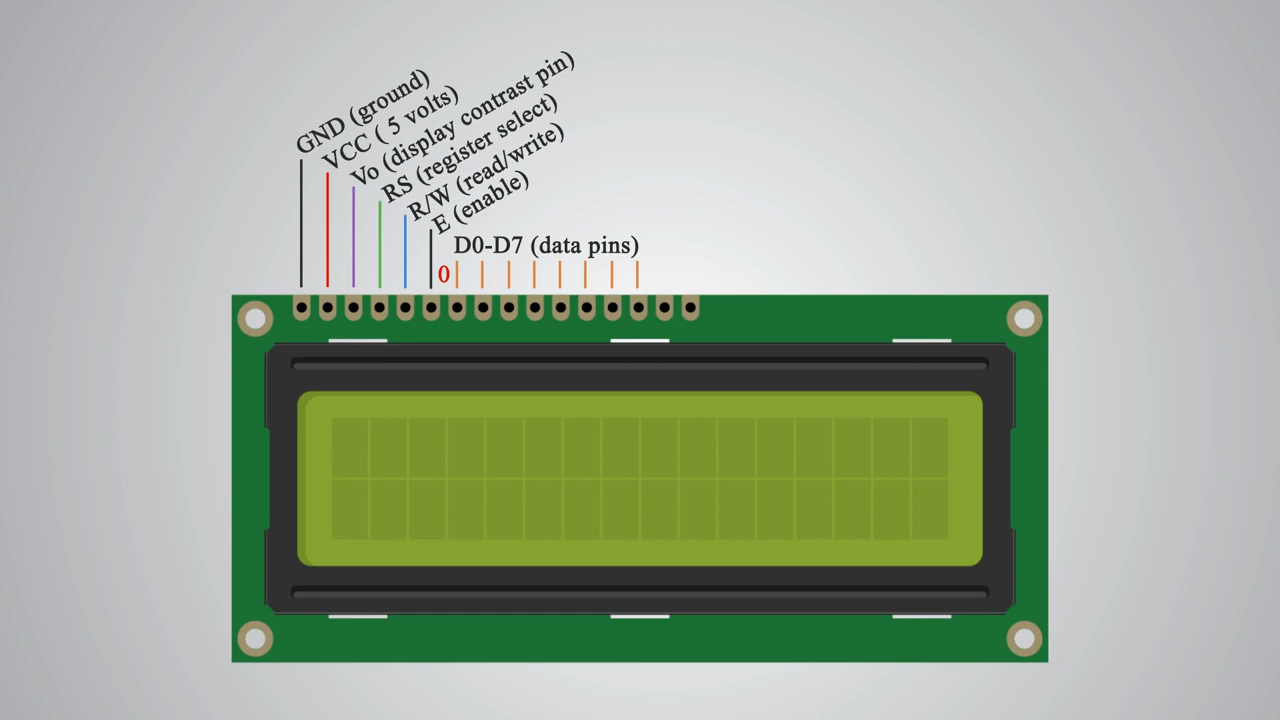 GND (ground)
VCC ( 5 volts)
Vo (display contrast pin)
RS (register select)
R/W (read/write)
E (enable)
D0-D7 (data pins)
0